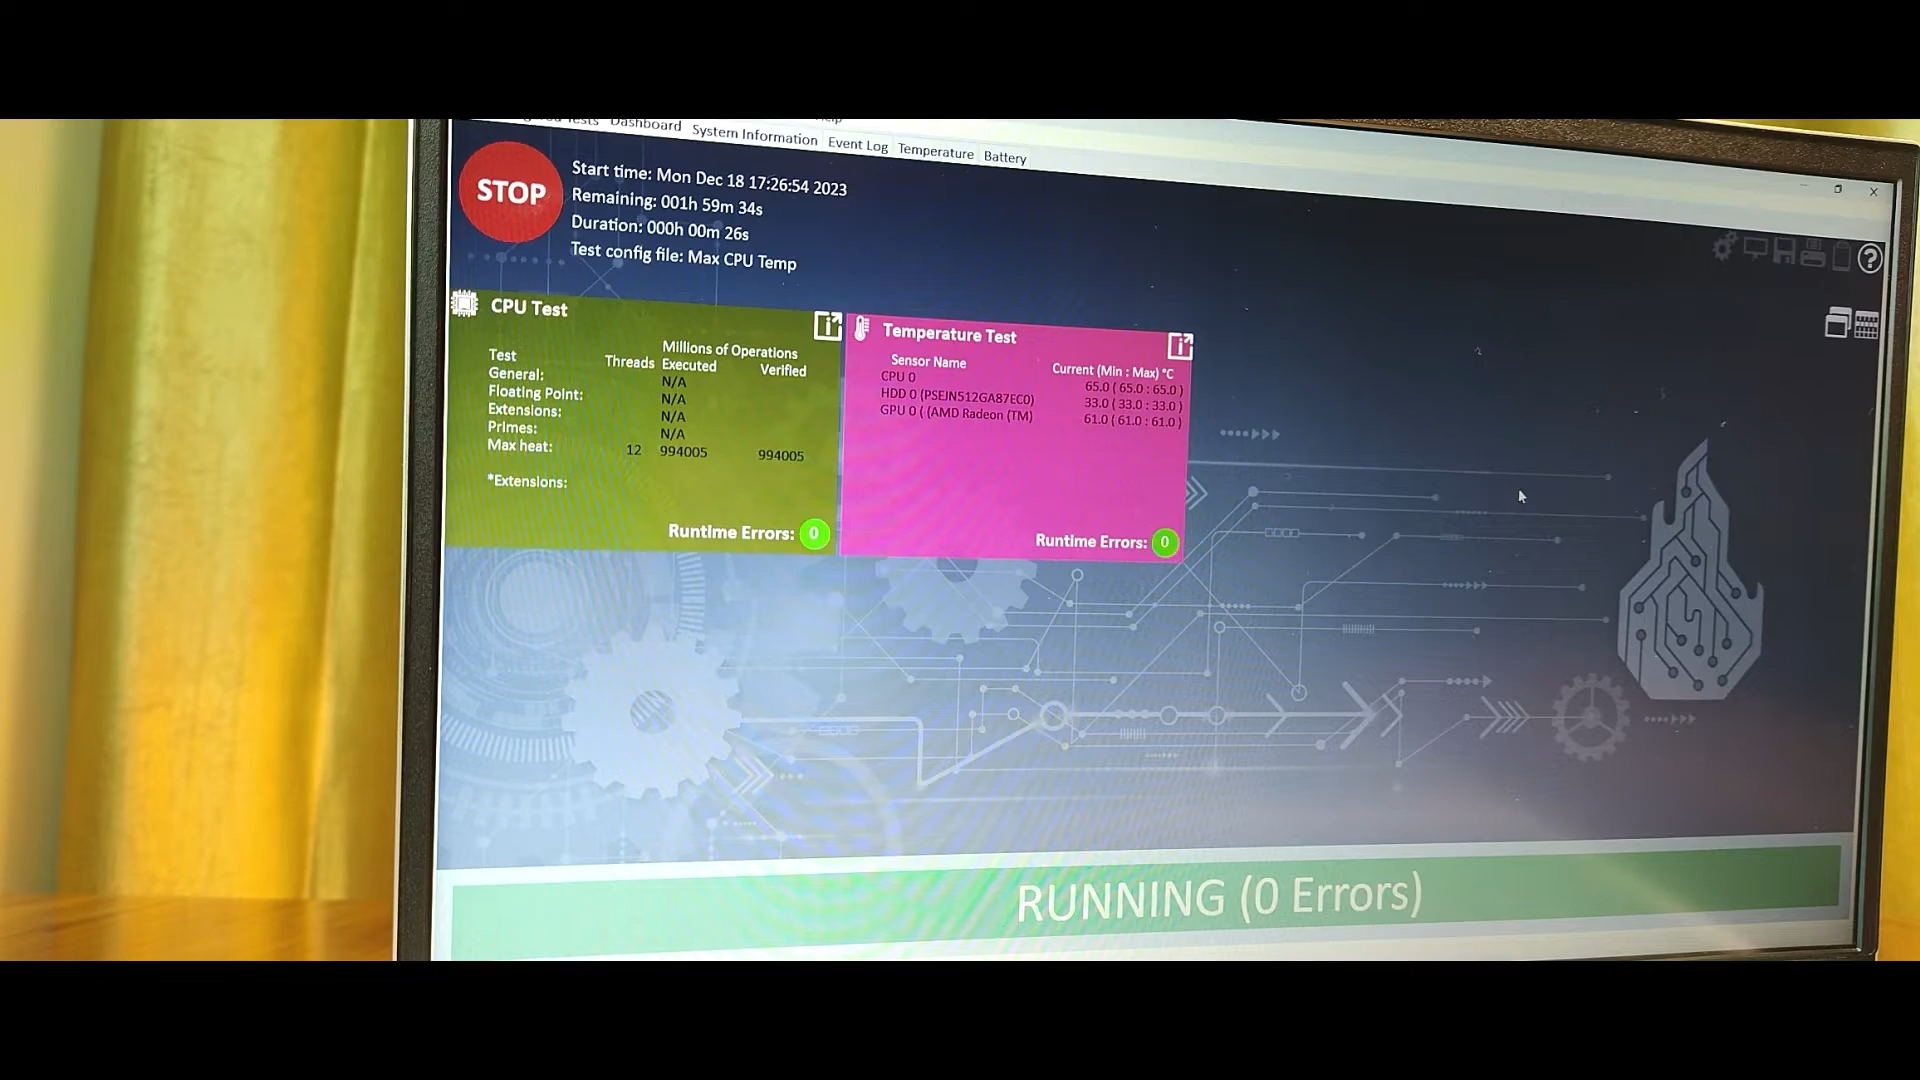 Dashboard System Information Event Log Temperature Battery
STOP
Start time: Mon Dec 18 17:26:54 2023
Remaining: 001h 59m 34s
Duration: 000h 00m 26s
Test config file: Max CPU Temp
CPU Test
Millions of Operations
Test Threads Executed Verified
General: N/A
Floating Point: N/A
Extensions: N/A
Primes: N/A
Max heat: 12 994005 994005
*Extensions:
Runtime Errors: 0
Temperature Test
Sensor Name Current (Min : Max) °C
CPU 0 65.0 ( 65.0 : 65.0 )
HDD 0 (PSEJN512GA87EC0) 33.0 ( 33.0 : 33.0 )
GPU 0 ( (AMD Radeon (TM) 61.0 ( 61.0 : 61.0 )
Runtime Errors: 0
RUNNING (0 Errors)